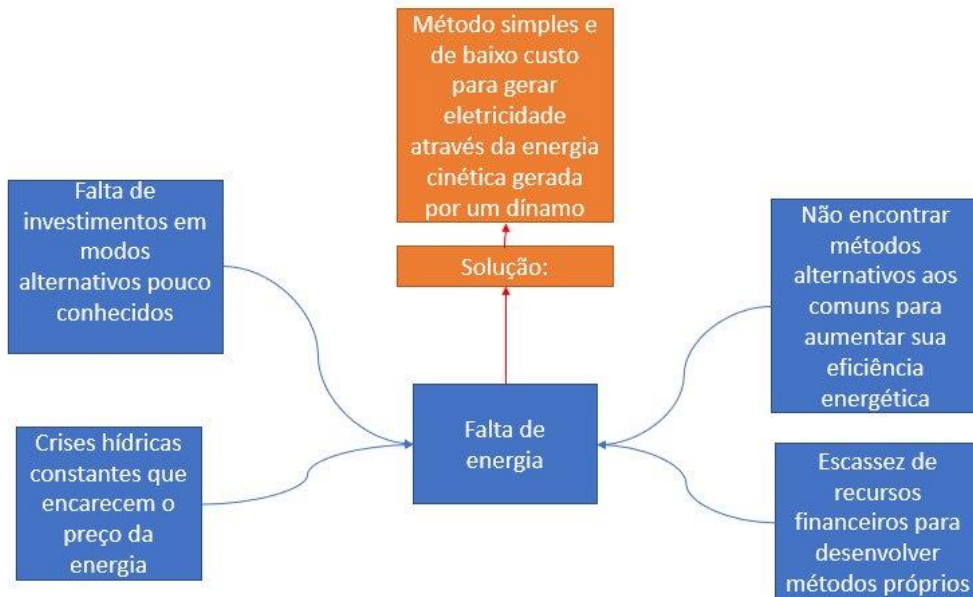 Método simples e
de baixo custo
para gerar
eletricidade
através da energia
cinética gerada
por um dínamo
Solução:
Falta de
investimentos em
modos
alternativos pouco
conhecidos
Não encontrar
métodos
alternativos aos
comuns para
aumentar sua
eficiência
energética
Falta de
energia
Crises hídricas
constantes que
encarecem o
preço da
energia
Escassez de
recursos
financeiros para
desenvolver
métodos próprios